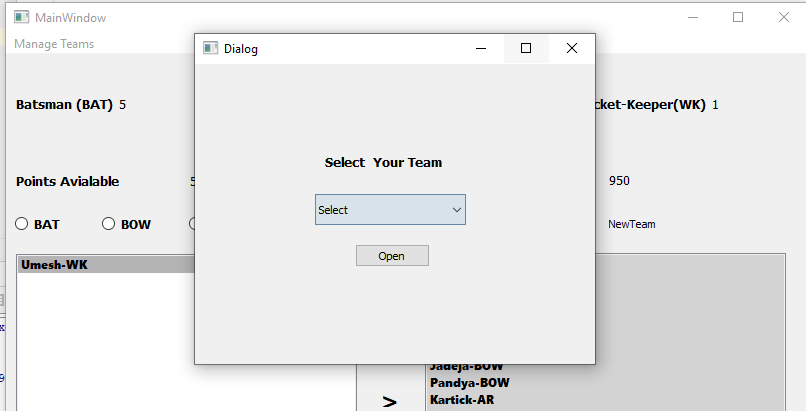 MainWindow
Manage Teams
Dialog
Batsman (BAT) 5
cket-Keeper(WK) 1
Select Your Team
Points Avialable
950
Select
BAT
BOW
NewTeam
Open
Umesh-WK
Jadeja-BOW
Pandya-BOW
>
Kartick-AR